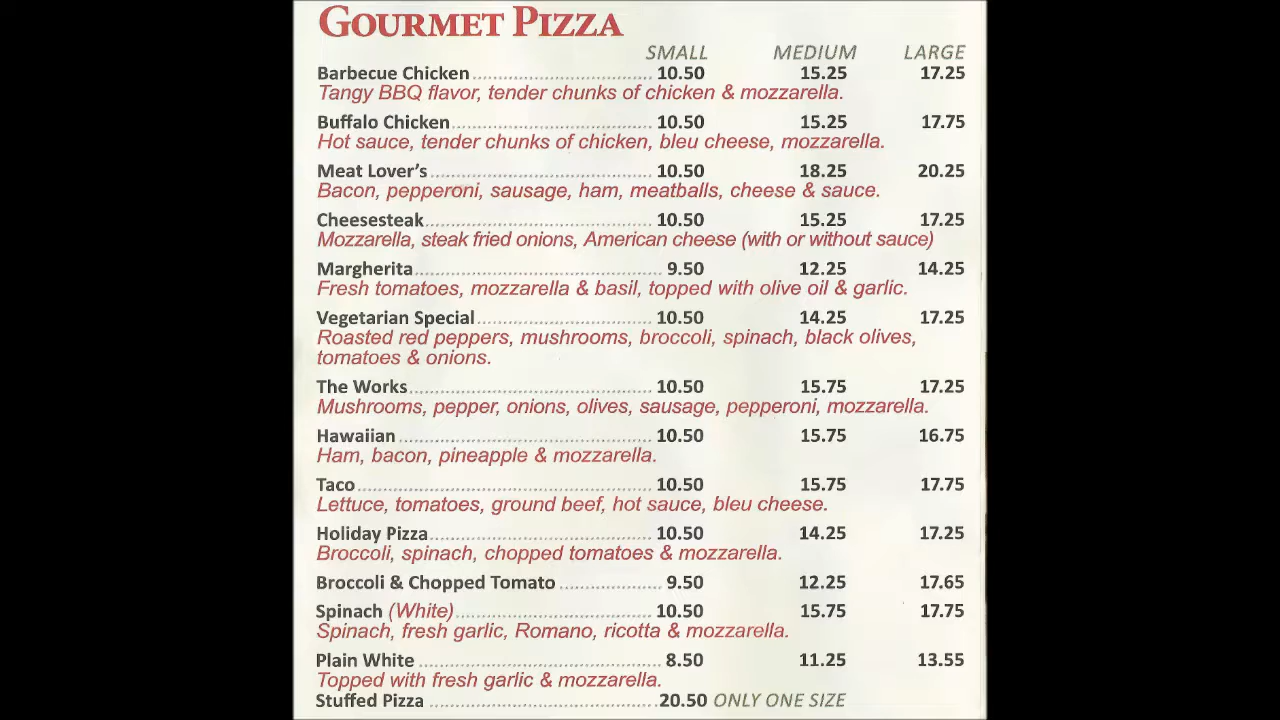 GOURMET PIZZA
SMALL MEDIUM LARGE
Barbecue Chicken 10.50 15.25 17.25
Tangy BBQ flavor, tender chunks of chicken & mozzarella.
Buffalo Chicken 10.50 15.25 17.75
Hot sauce, tender chunks of chicken, bleu cheese, mozzarella.
Meat Lover's 10.50 18.25 20.25
Bacon, pepperoni, sausage, ham, meatballs, cheese & sauce.
Cheesesteak 10.50 15.25 17.25
Mozzarella, steak fried onions, American cheese (with or without sauce)
Margherita 9.50 12.25 14.25
Fresh tomatoes, mozzarella & basil, topped with olive oil & garlic.
Vegetarian Special 10.50 14.25 17.25
Roasted red peppers, mushrooms, broccoli, spinach, black olives,
tomatoes & onions.
The Works 10.50 15.75 17.25
Mushrooms, pepper, onions, olives, sausage, pepperoni, mozzarella.
Hawaiian 10.50 15.75 16.75
Ham, bacon, pineapple & mozzarella.
Taco 10.50 15.75 17.75
Lettuce, tomatoes, ground beef, hot sauce, bleu cheese.
Holiday Pizza 10.50 14.25 17.25
Broccoli, spinach, chopped tomatoes & mozzarella.
Broccoli & Chopped Tomato 9.50 12.25 17.65
Spinach (White) 10.50 15.75 17.75
Spinach, fresh garlic, Romano, ricotta & mozzarella.
Plain White 8.50 11.25 13.55
Topped with fresh garlic & mozzarella.
Stuffed Pizza 20.50 ONLY ONE SIZE